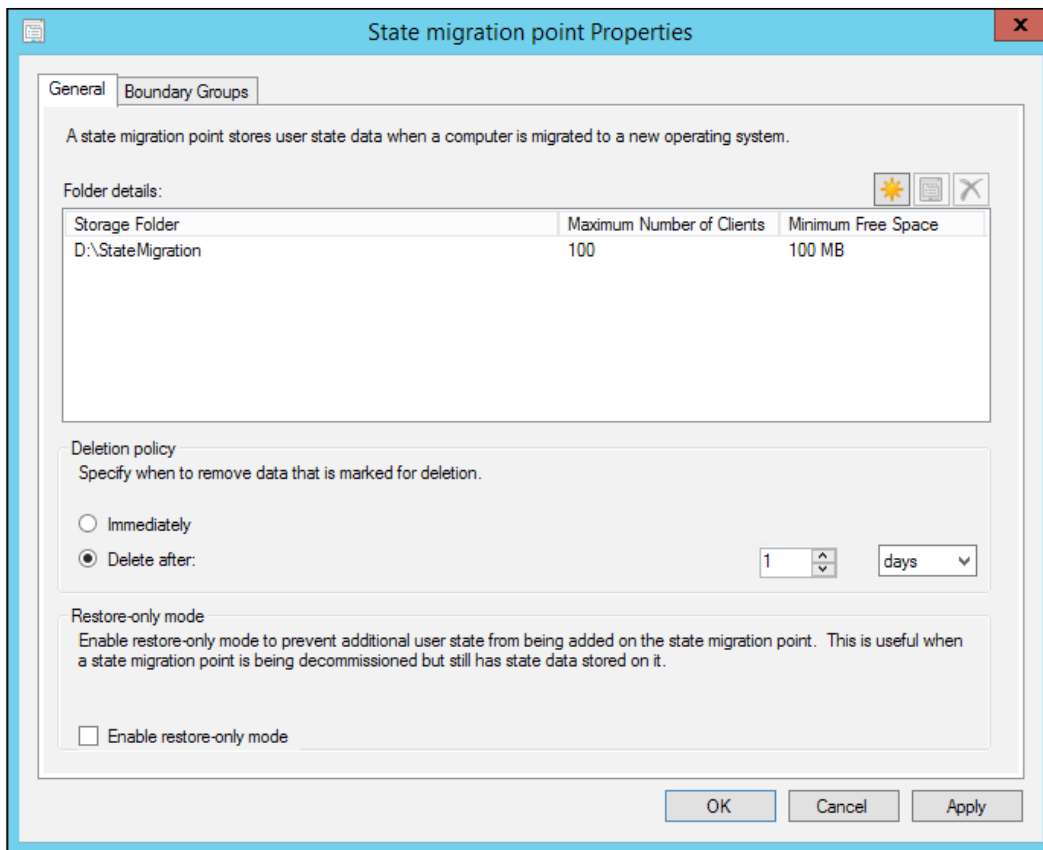 State migration point Properties
x
General Boundary Groups
A state migration point stores user state data when a computer is migrated to a new operating system.
Folder details:
Storage Folder Maximum Number of Clients Minimum Free Space
D:\StateMigration 100 100 MB
Deletion policy
Specify when to remove data that is marked for deletion.
Immediately
Delete after: 1 days
Restore-only mode
Enable restore-only mode to prevent additional user state from being added on the state migration point. This is useful when
a state migration point is being decommissioned but still has state data stored on it.
Enable restore-only mode
OK Cancel Apply